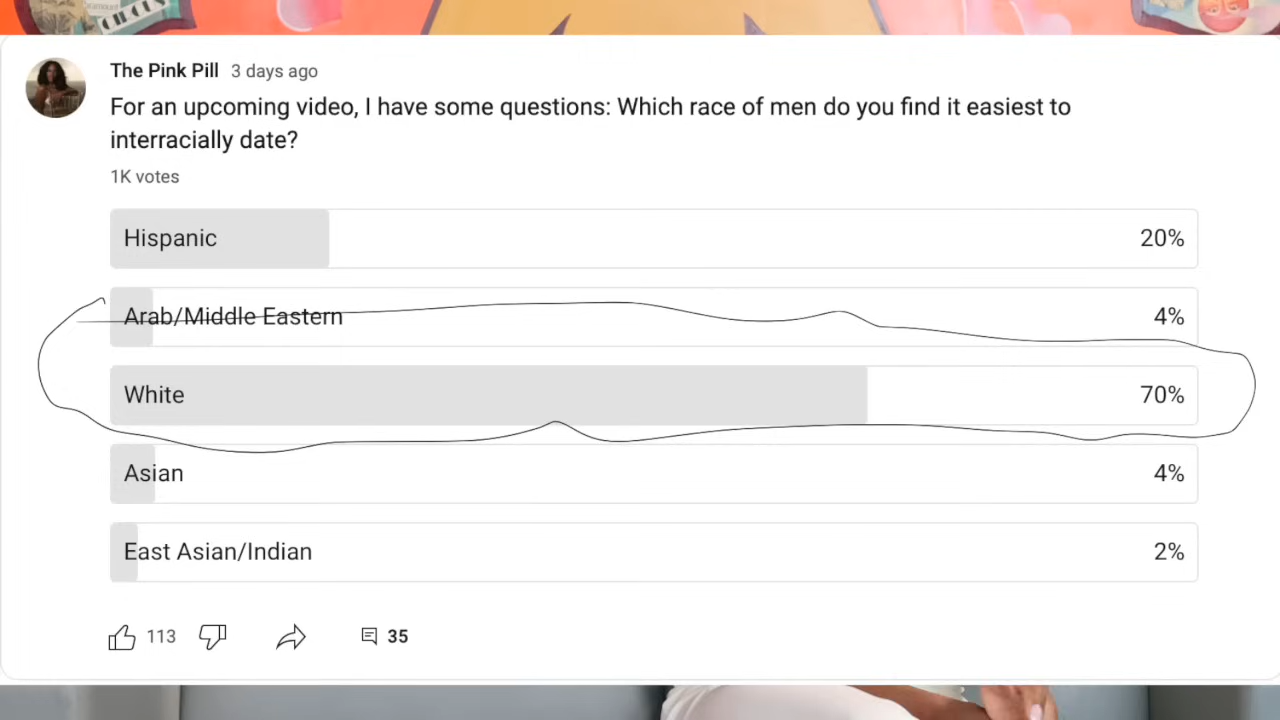 CIRCUS
The Pink Pill 3 days ago
For an upcoming video, I have some questions: Which race of men do you find it easiest to
interracially date?
1K votes
Hispanic 20%
Arab/Middle Eastern 4%
White 70%
Asian 4%
East Asian/Indian 2%
113 35